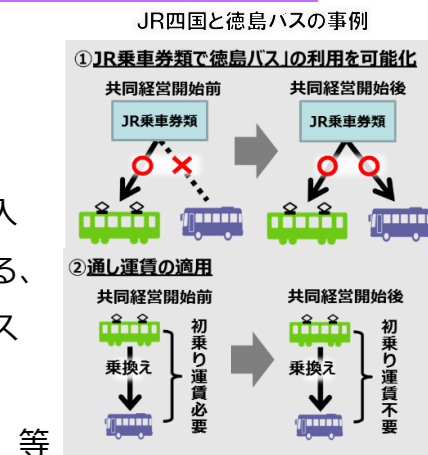 JR四国と徳島バスの事例
①JR乗車券類で徳島バス」の利用を可能化
共同経営開始前
共同経営開始後
JR乗車券類
JR乗車券類
②通し運賃の適用
共同経営開始前
共同経営開始後
乗換え
初乗り運賃必要
乗換え
初乗り運賃不要
入
る、
ス
等